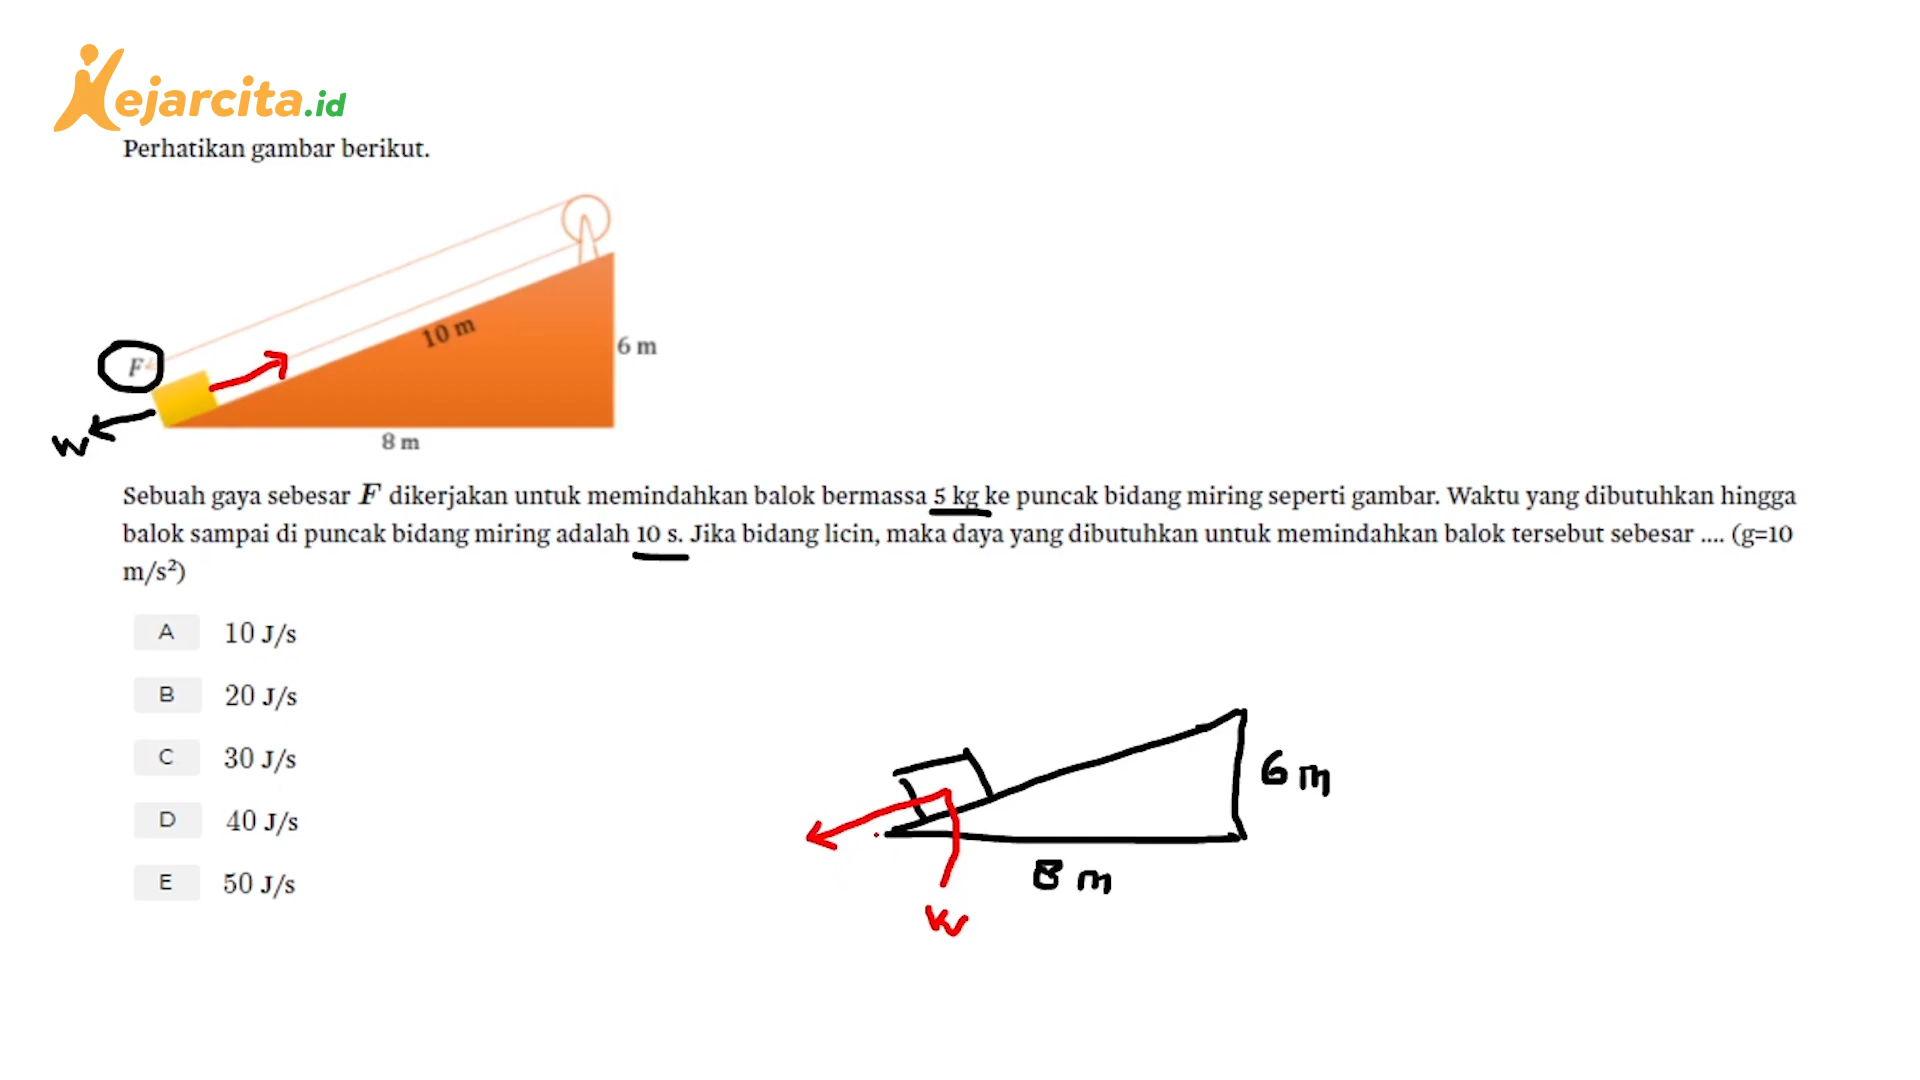 Kejarcita.id
Perhatikan gambar berikut.
10 m
6 m
F
W
8 m
Sebuah gaya sebesar F dikerjakan untuk memindahkan balok bermassa 5 kg ke puncak bidang miring seperti gambar. Waktu yang dibutuhkan hingga
balok sampai di puncak bidang miring adalah 10 s. Jika bidang licin, maka daya yang dibutuhkan untuk memindahkan balok tersebut sebesar .... (g=10
m/s²)
A 10 J/s
B 20 J/s
C 30 J/s
D 40 J/s
E 50 J/s
6 m
8 m
W